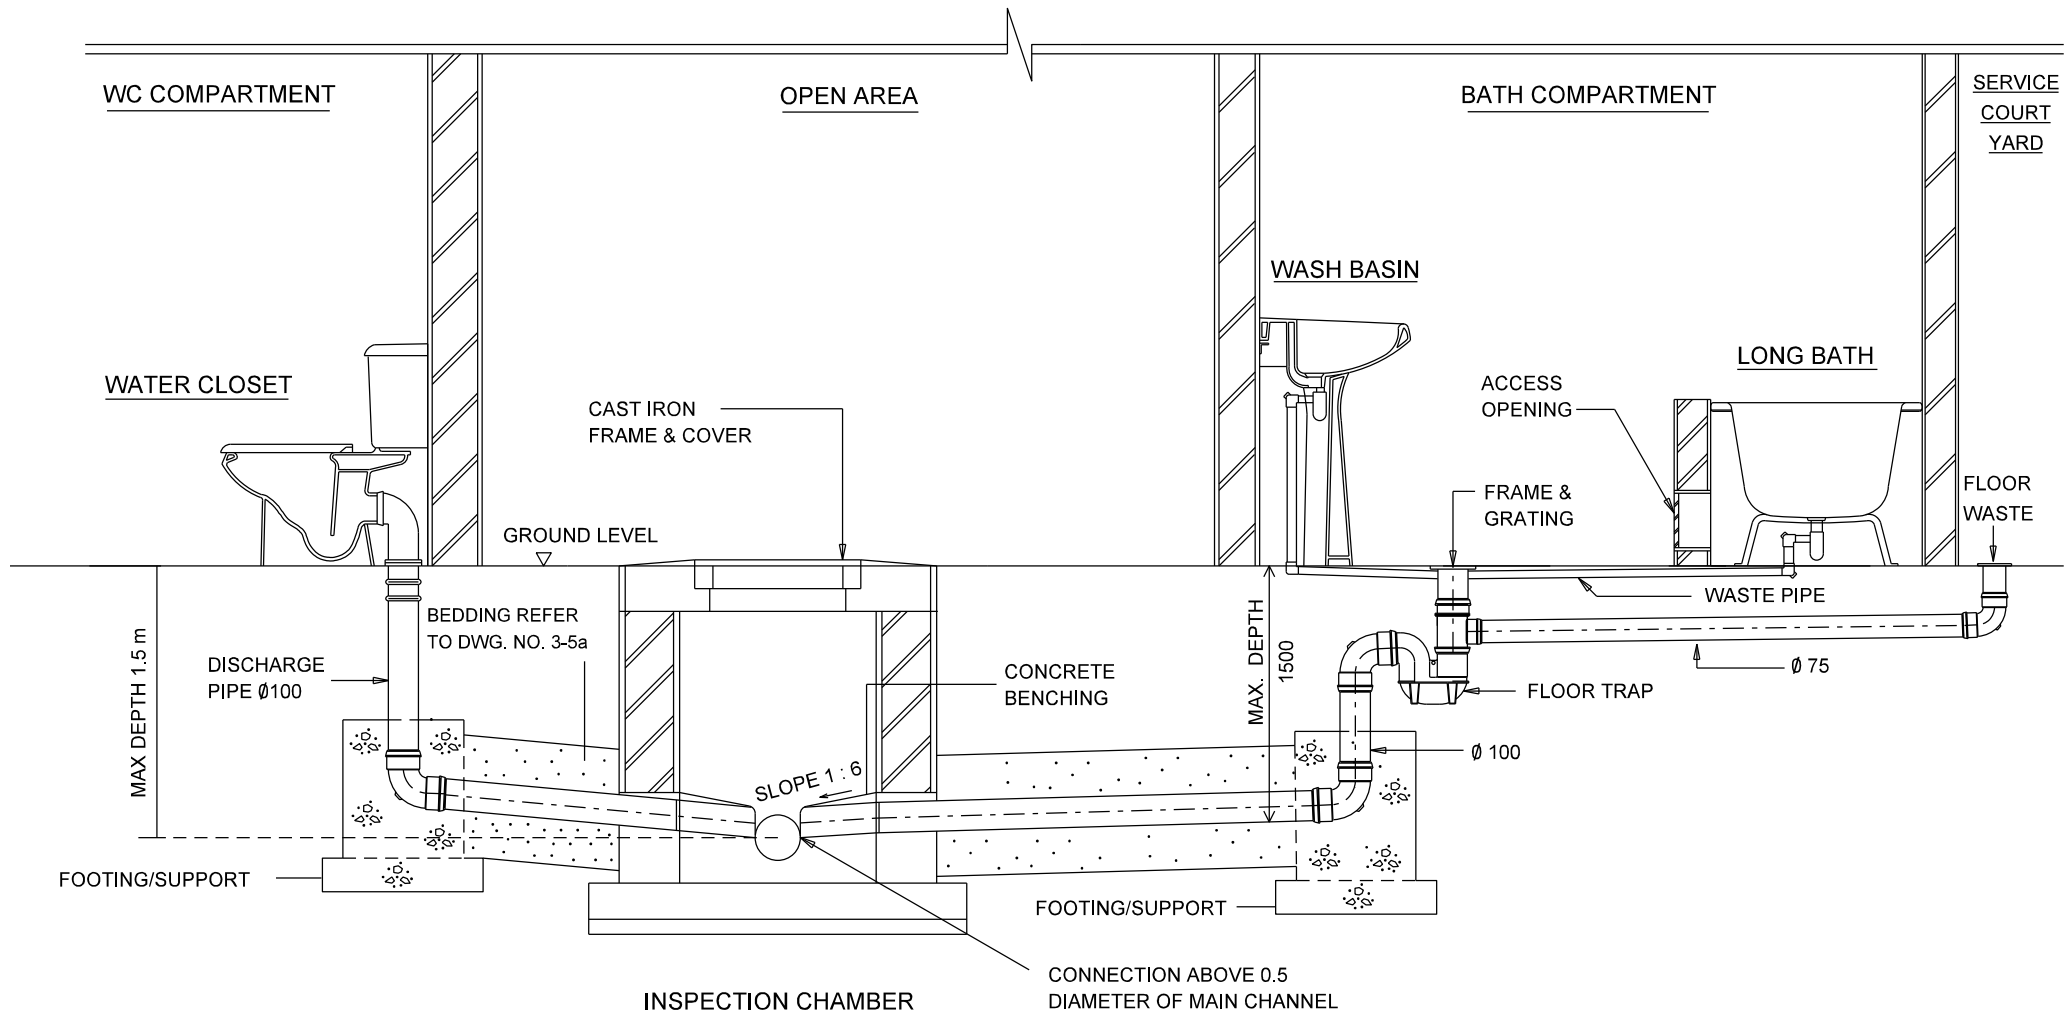 WC COMPARTMENT
OPEN AREA
BATH COMPARTMENT
SERVICE
COURT
YARD
WASH BASIN
LONG BATH
WATER CLOSET
ACCESS
OPENING
CAST IRON
FRAME & COVER
FRAME &
GRATING
FLOOR
WASTE
GROUND LEVEL
WASTE PIPE
BEDDING REFER
TO DWG. NO. 3-5a
MAX DEPTH 1.5 m
DISCHARGE
PIPE Ø100
CONCRETE
BENCHING
MAX. DEPTH
1500
Ø 75
FLOOR TRAP
Ø 100
SLOPE 1 : 6
FOOTING/SUPPORT
FOOTING/SUPPORT
CONNECTION ABOVE 0.5
DIAMETER OF MAIN CHANNEL
INSPECTION CHAMBER